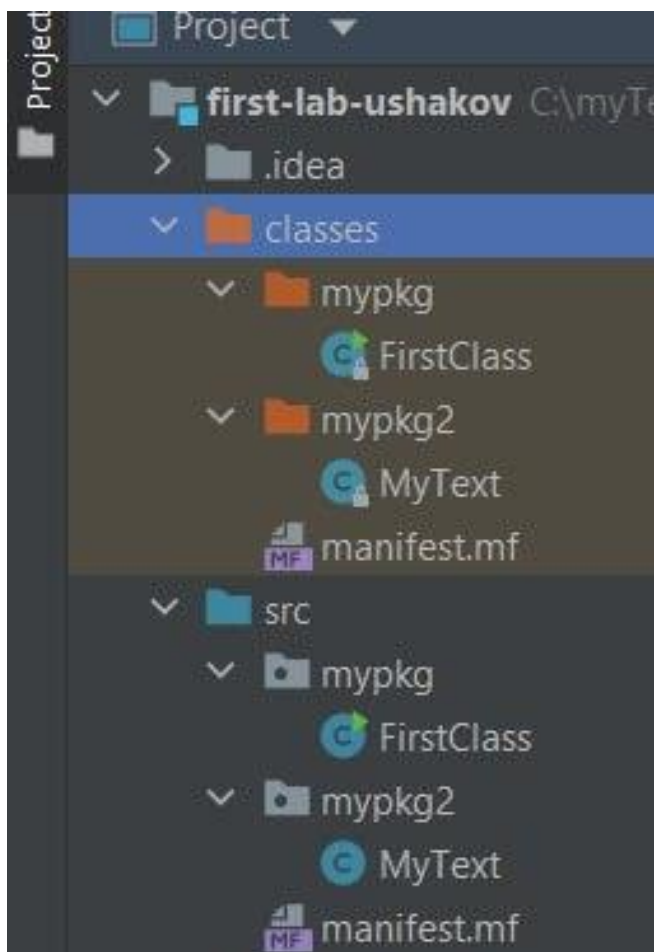 Project
Project
first-lab-ushakov C:\myTe
.idea
classes
mypkg
C FirstClass
mypkg2
C MyText
MF manifest.mf
src
mypkg
C FirstClass
mypkg2
C MyText
MF manifest.mf